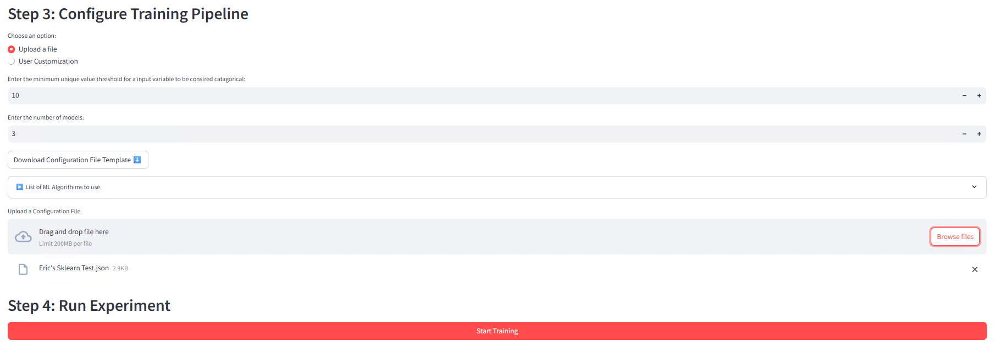 Step 3: Configure Training Pipeline
Choose an option:
Upload a file
User Customization
Enter the minimum unique value threshold for a input variable to be consired catagorical:
10
Enter the number of models:
3
Download Configuration File Template
List of ML Algorithims to use.
Upload a Configuration File
Drag and drop file here
Limit 200MB per file
Browse files
Eric's Sklearn Test.json 2.9KB
Step 4: Run Experiment
Start Training